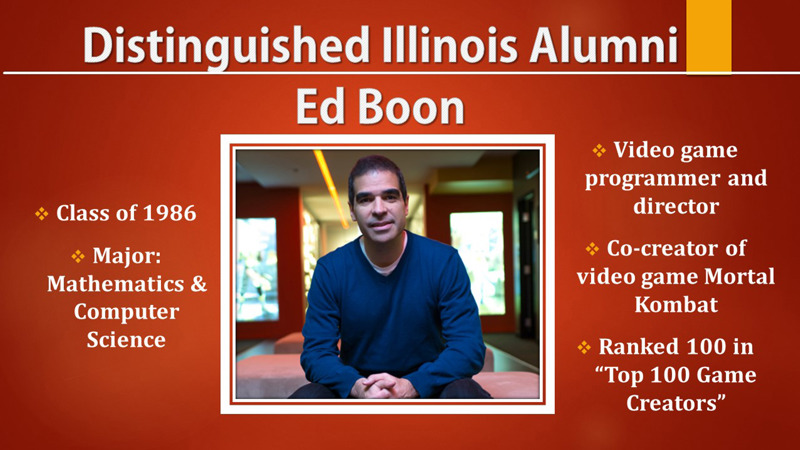 Distinguished Illinois Alumni
Ed Boon
❖ Class of 1986
❖ Major:
Mathematics &
Computer
Science
❖ Video game
programmer and
director
❖ Co-creator of
video game Mortal
Kombat
❖ Ranked 100 in
“Top 100 Game
Creators”